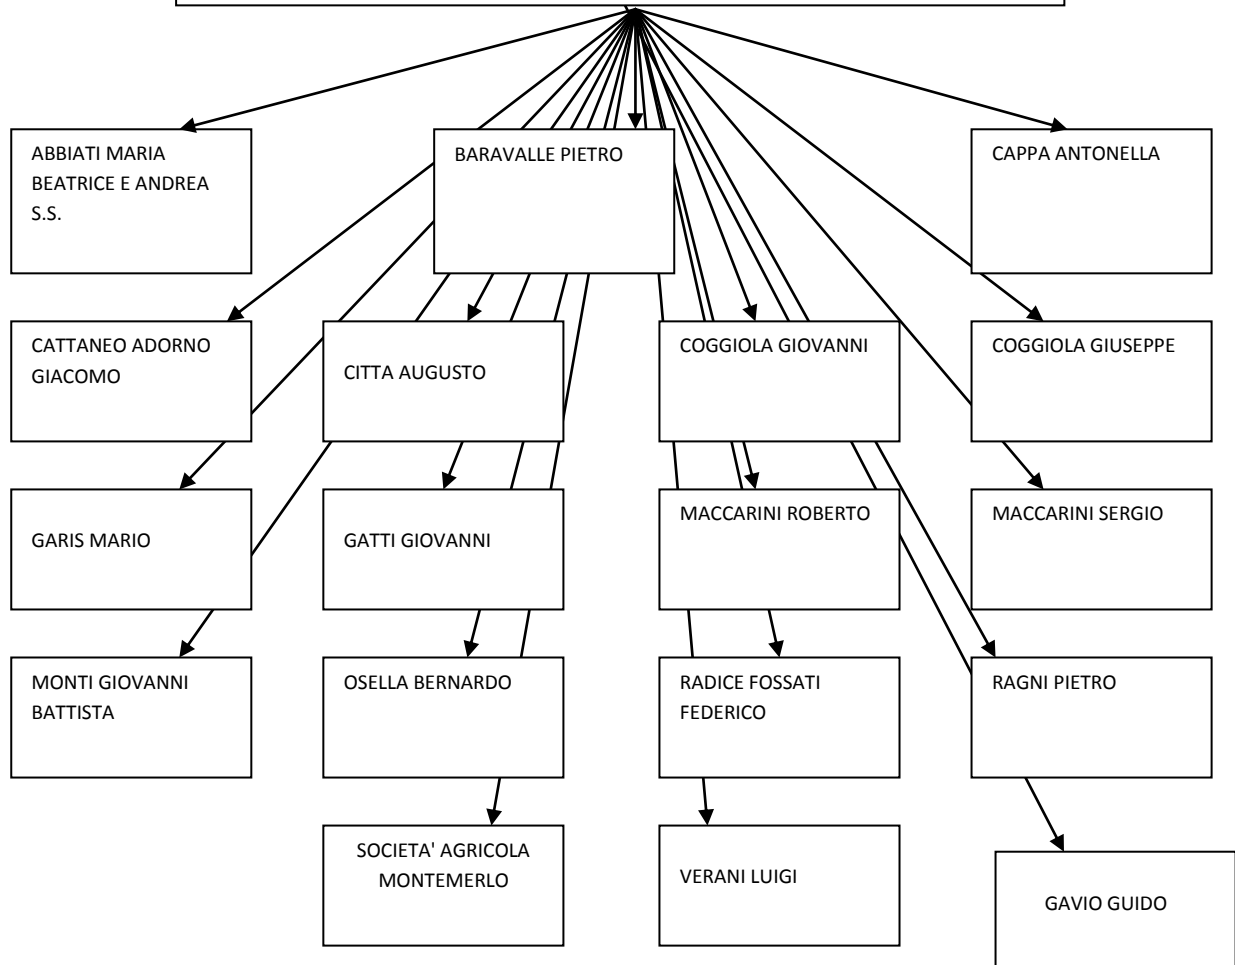 ABBIATI MARIA
BEATRICE E ANDREA
S.S.
BARAVALLE PIETRO
CAPPA ANTONELLA
CATTANEO ADORNO
GIACOMO
CITTA AUGUSTO
COGGIOLA GIOVANNI
COGGIOLA GIUSEPPE
GARIS MARIO
GATTI GIOVANNI
MACCARINI ROBERTO
MACCARINI SERGIO
MONTI GIOVANNI
BATTISTA
OSELLA BERNARDO
RADICE FOSSATI
FEDERICO
RAGNI PIETRO
SOCIETA' AGRICOLA
MONTEMERLO
VERANI LUIGI
GAVIO GUIDO